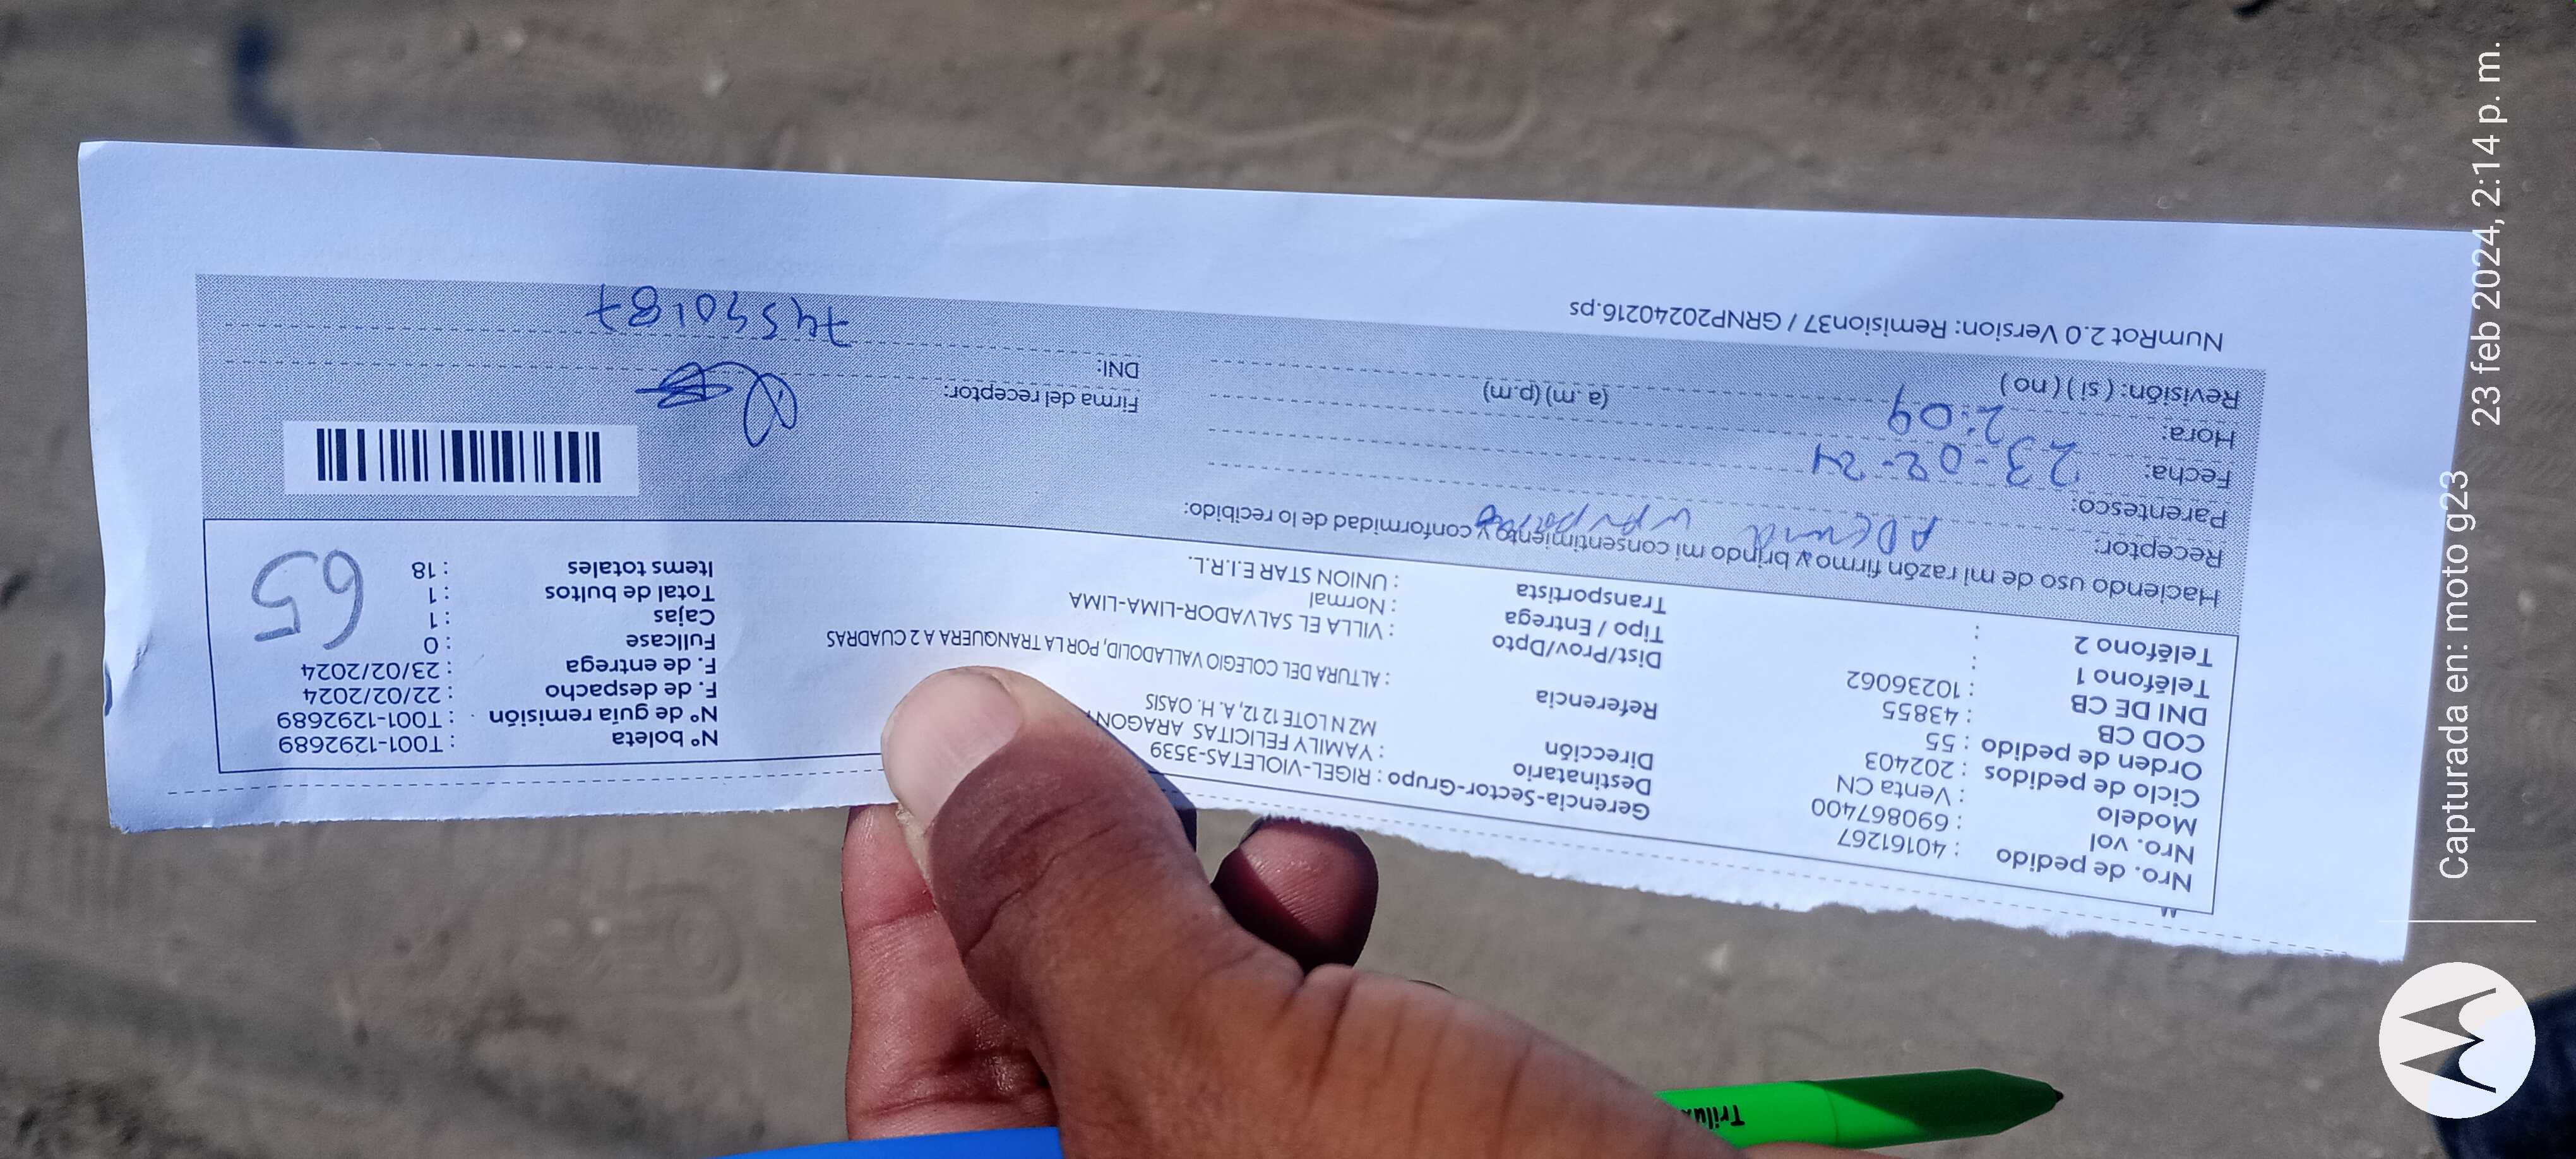 Nro. de pedido : 40161267
Nro. vol : 690867400
Modelo : Venta CN
Ciclo de pedidos : 202403
Orden de pedido : 55
COD CB : 43855
DNI DE CB : 10236062
Teléfono 1 :
Teléfono 2 :
Gerencia-Sector-Grupo : RIGEL-VIOLETAS-3539
Destinatario : YAMILY FELICITAS ARAGON
Dirección MZ N LOTE 12 12, A. H. OASIS
Referencia : ALTURA DEL COLEGIO VALLADOLID, POR LA TRANQUERA A 2 CUADRAS
Dist/Prov/Dpto : VILLA EL SALVADOR-LIMA-LIMA
Tipo / Entrega : Normal
Transportista : UNION STAR E.I.R.L.
N° boleta : T001-1292689
N° de guia remisión : T001-1292689
F. de despacho : 22/02/2024
F. de entrega : 23/02/2024
Fullcase : 0
Cajas : 1
Total de bultos : 1
Items totales : 18
65
Haciendo uso de mi razón firmo y brindo mi consentimiento y conformidad de lo recibido:
Receptor:
Parentesco:
Fecha: 23-02-24
Hora: 2:09 (a.m) (p.m)
Revisión: ( si ) ( no )
Firma del receptor:
DNI: 74590187
NumRot 2.0 Version: Remision37 / GRNP20240216.ps
Capturada en: moto g23 23 feb 2024, 2:14 p. m.
Trilux